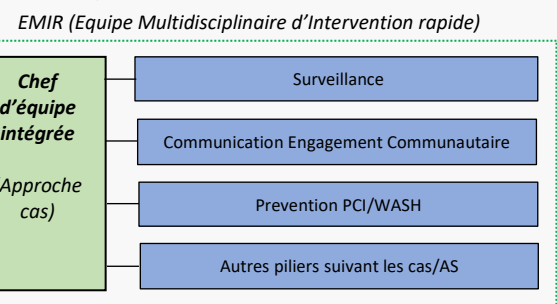 EMIR (Equipe Multidisciplinaire d'Intervention rapide)
Chef
d'équipe
intégrée
(Approche
cas)
Surveillance
Communication Engagement Communautaire
Prevention PCI/WASH
Autres piliers suivant les cas/AS